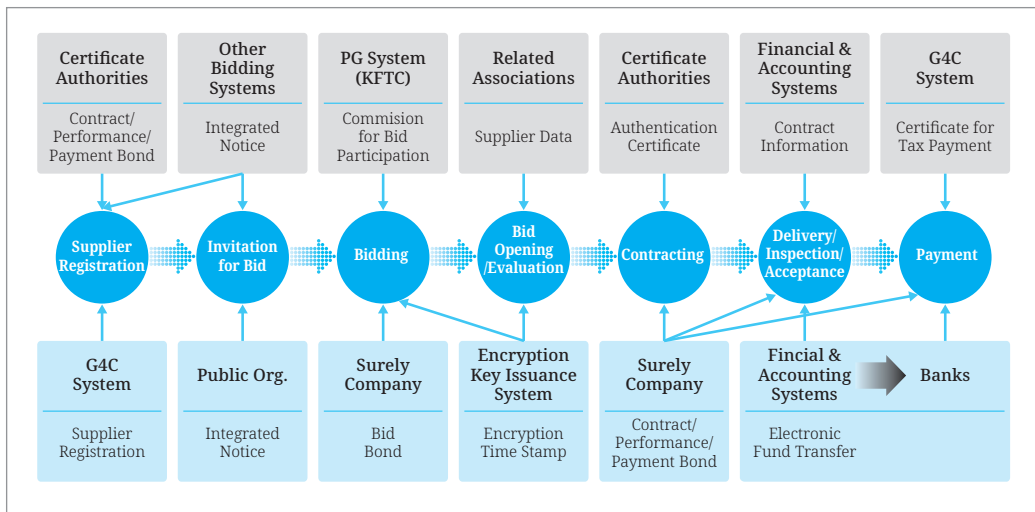 Certificate
Authorities
Contract/
Performance/
Payment Bond
Other
Bidding
Systems
Integrated
Notice
PG System
(KFTC)
Commision
for Bid
Participation
Related
Associations
Supplier Data
Certificate
Authorities
Authentication
Certificate
Financial &
Accounting
Systems
Contract
Information
G4C
System
Certificate for
Tax Payment
Supplier
Registration
Invitation
for Bid
Bidding
Bid
Opening
/Evaluation
Contracting
Delivery/
Inspection/
Acceptance
Payment
G4C
System
Supplier
Registration
Public Org.
Integrated
Notice
Surely
Company
Bid
Bond
Encryption
Key Issuance
System
Encryption
Time Stamp
Surely
Company
Contract/
Performance/
Payment Bond
Fincial &
Accounting
Systems
Electronic
Fund Transfer
Banks